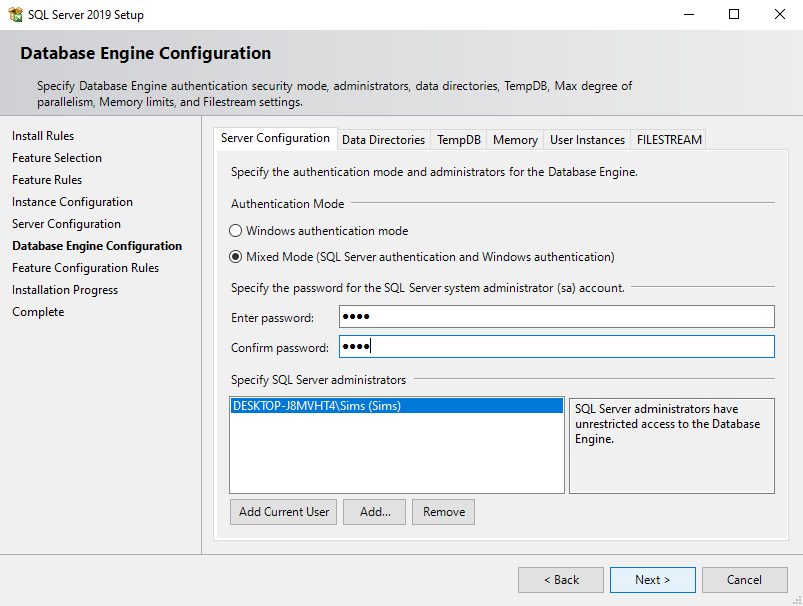 SQL Server 2019 Setup
Database Engine Configuration
Specify Database Engine authentication security mode, administrators, data directories, TempDB, Max degree of
parallelism, Memory limits, and Filestream settings.
Install Rules
Feature Selection
Feature Rules
Instance Configuration
Server Configuration
Database Engine Configuration
Feature Configuration Rules
Installation Progress
Complete
Server Configuration Data Directories TempDB Memory User Instances FILESTREAM
Specify the authentication mode and administrators for the Database Engine.
Authentication Mode
Windows authentication mode
Mixed Mode (SQL Server authentication and Windows authentication)
Specify the password for the SQL Server system administrator (sa) account.
Enter password: ●●●●
Confirm password: ●●●●
Specify SQL Server administrators
DESKTOP-J8MVHT4\Sims (Sims)
SQL Server administrators have
unrestricted access to the Database
Engine.
Add Current User Add... Remove
< Back Next > Cancel